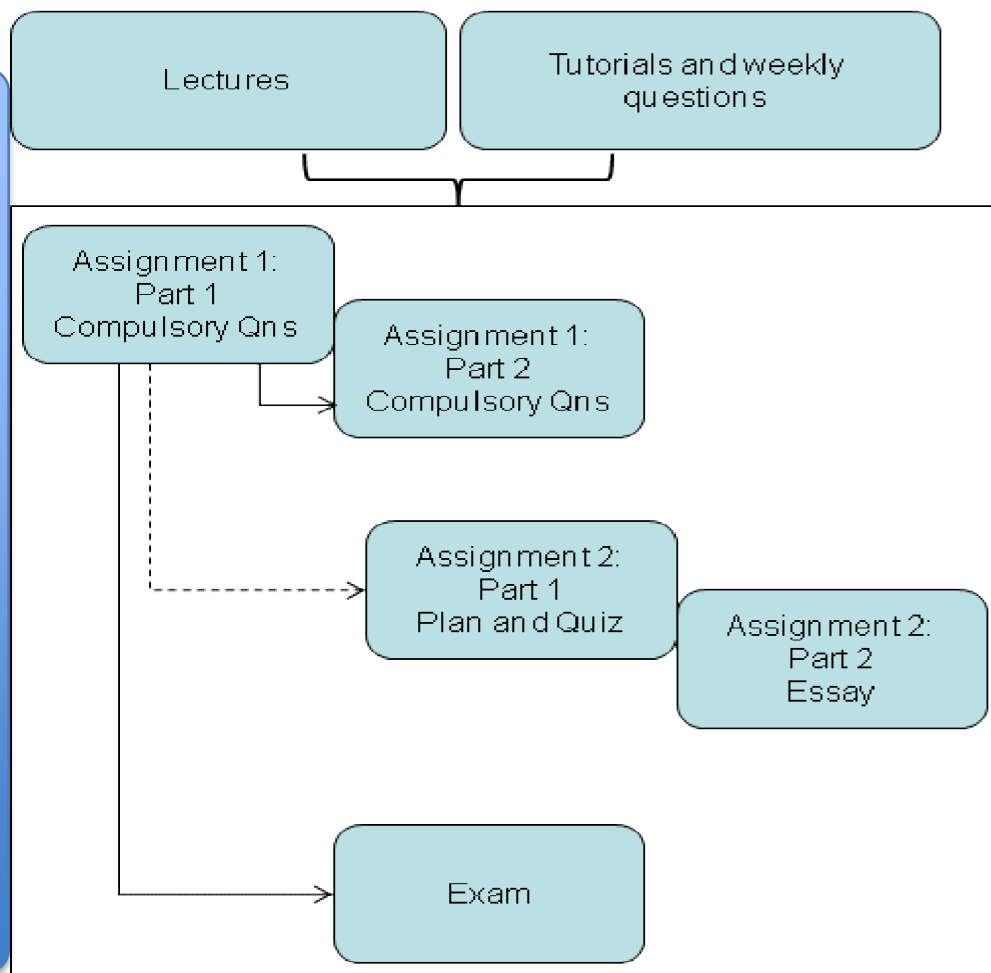 Lectures
Tutorials and weekly
questions
Assignment 1:
Part 1
Compulsory Qns
Assignment 1:
Part 2
Compulsory Qns
Assignment 2:
Part 1
Plan and Quiz
Assignment 2:
Part 2
Essay
Exam